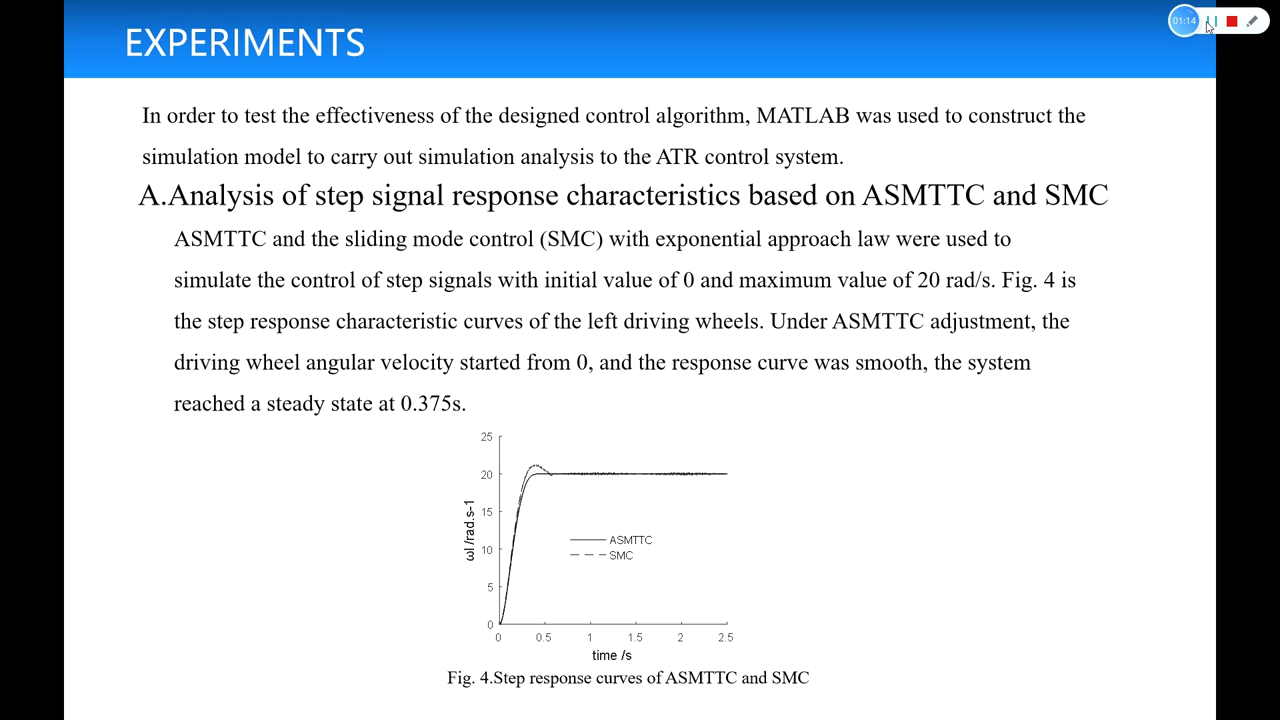 EXPERIMENTS
01:14
In order to test the effectiveness of the designed control algorithm, MATLAB was used to construct the
simulation model to carry out simulation analysis to the ATR control system.
A.Analysis of step signal response characteristics based on ASMTTC and SMC
ASMTTC and the sliding mode control (SMC) with exponential approach law were used to
simulate the control of step signals with initial value of 0 and maximum value of 20 rad/s. Fig. 4 is
the step response characteristic curves of the left driving wheels. Under ASMTTC adjustment, the
driving wheel angular velocity started from 0, and the response curve was smooth, the system
reached a steady state at 0.375s.
25
20
15
10
5
0
ωl /rad.s-1
ASMTTC
SMC
0 0.5 1 1.5 2 2.5
time /s
Fig. 4.Step response curves of ASMTTC and SMC